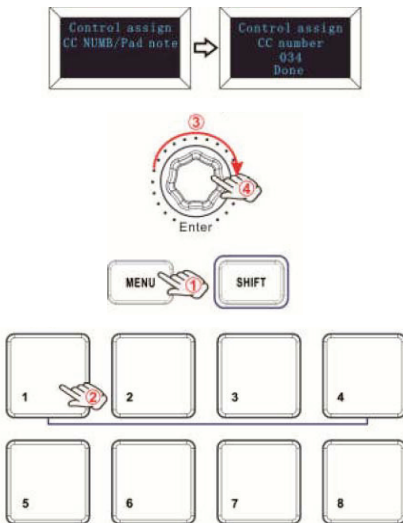 Control assign
CC NUMB/Pad note
Control assign
CC number
034
Done
③
④
Enter
MENU
①
SHIFT
1
②
2
3
4
5
6
7
8